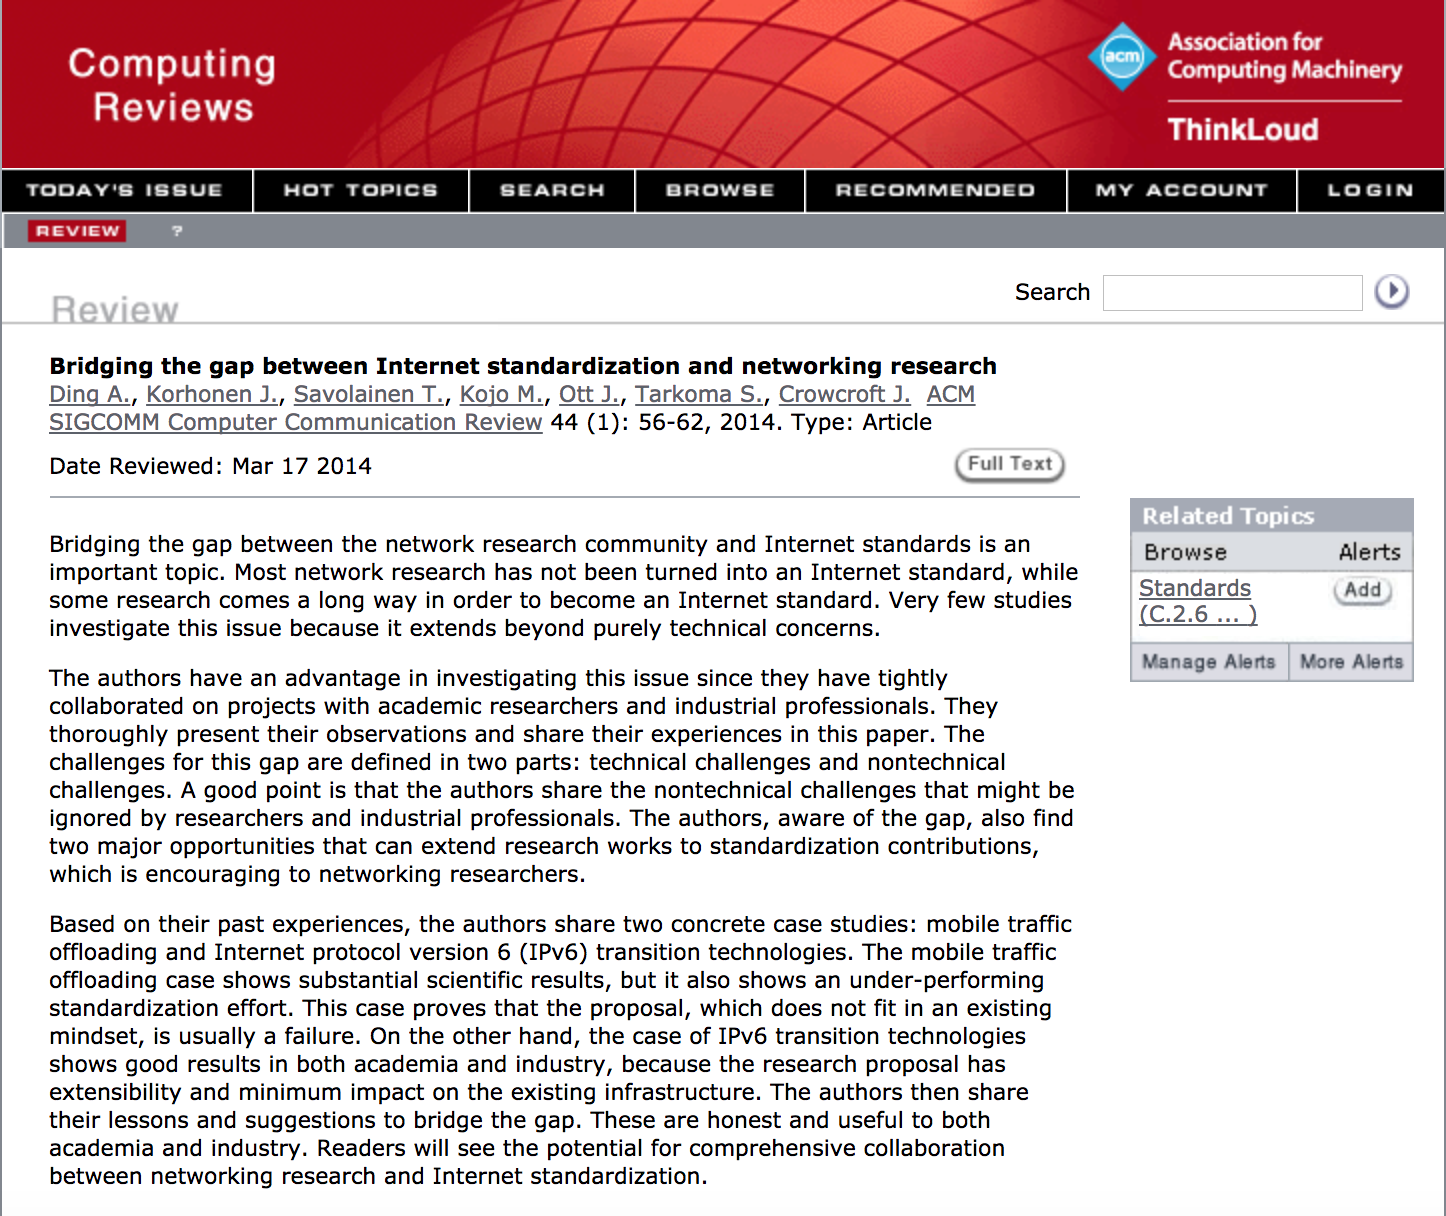 Computing
Reviews
acm
Association for
Computing Machinery
ThinkLoud
TODAY'S ISSUE
HOT TOPICS
SEARCH
BROWSE
RECOMMENDED
MY ACCOUNT
LOGIN
REVIEW
?
Review
Search
Bridging the gap between Internet standardization and networking research
Ding A., Korhonen J., Savolainen T., Kojo M., Ott J., Tarkoma S., Crowcroft J. ACM
SIGCOMM Computer Communication Review 44 (1): 56-62, 2014. Type: Article
Date Reviewed: Mar 17 2014
Full Text
Bridging the gap between the network research community and Internet standards is an
important topic. Most network research has not been turned into an Internet standard, while
some research comes a long way in order to become an Internet standard. Very few studies
investigate this issue because it extends beyond purely technical concerns.
The authors have an advantage in investigating this issue since they have tightly
collaborated on projects with academic researchers and industrial professionals. They
thoroughly present their observations and share their experiences in this paper. The
challenges for this gap are defined in two parts: technical challenges and nontechnical
challenges. A good point is that the authors share the nontechnical challenges that might be
ignored by researchers and industrial professionals. The authors, aware of the gap, also find
two major opportunities that can extend research works to standardization contributions,
which is encouraging to networking researchers.
Based on their past experiences, the authors share two concrete case studies: mobile traffic
offloading and Internet protocol version 6 (IPv6) transition technologies. The mobile traffic
offloading case shows substantial scientific results, but it also shows an under-performing
standardization effort. This case proves that the proposal, which does not fit in an existing
mindset, is usually a failure. On the other hand, the case of IPv6 transition technologies
shows good results in both academia and industry, because the research proposal has
extensibility and minimum impact on the existing infrastructure. The authors then share
their lessons and suggestions to bridge the gap. These are honest and useful to both
academia and industry. Readers will see the potential for comprehensive collaboration
between networking research and Internet standardization.
Related Topics
Browse
Alerts
Standards
(C.2.6 ... )
Add
Manage Alerts
More Alerts